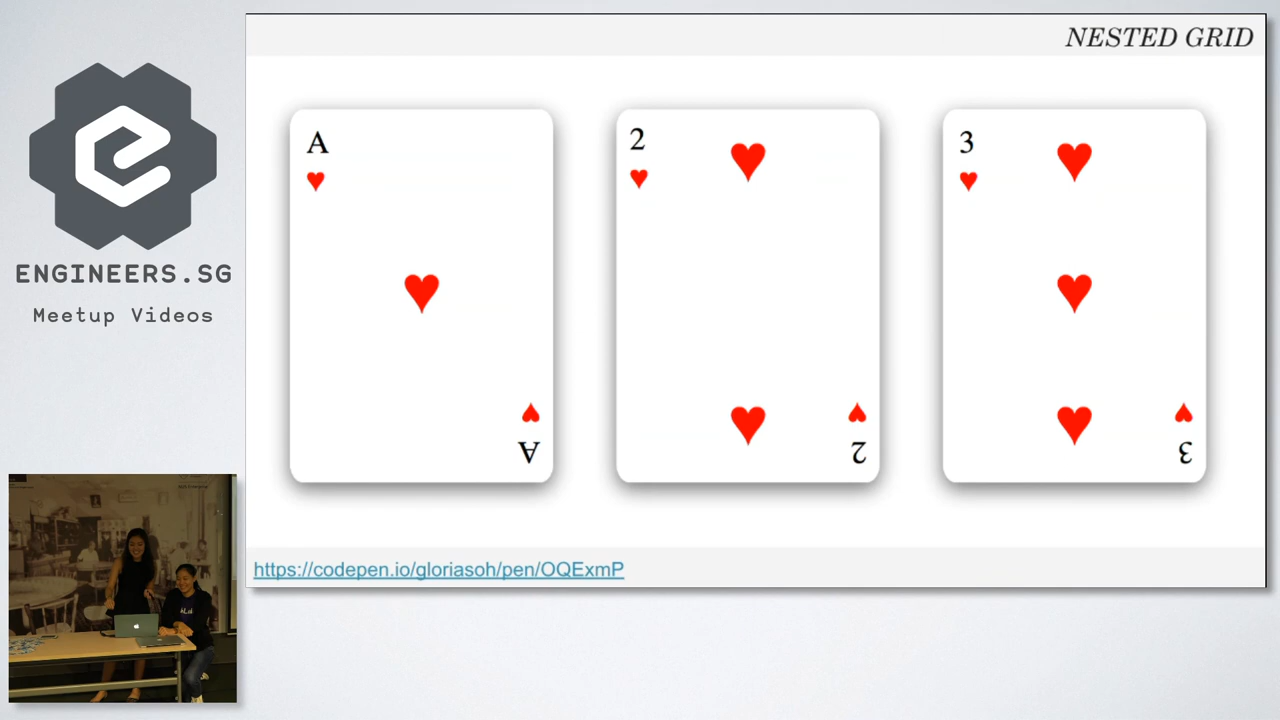 NESTED GRID
A
2
3
A
2
3
https://codepen.io/gloriasoh/pen/OQExmP
ENGINEERS.SG
Meetup Videos